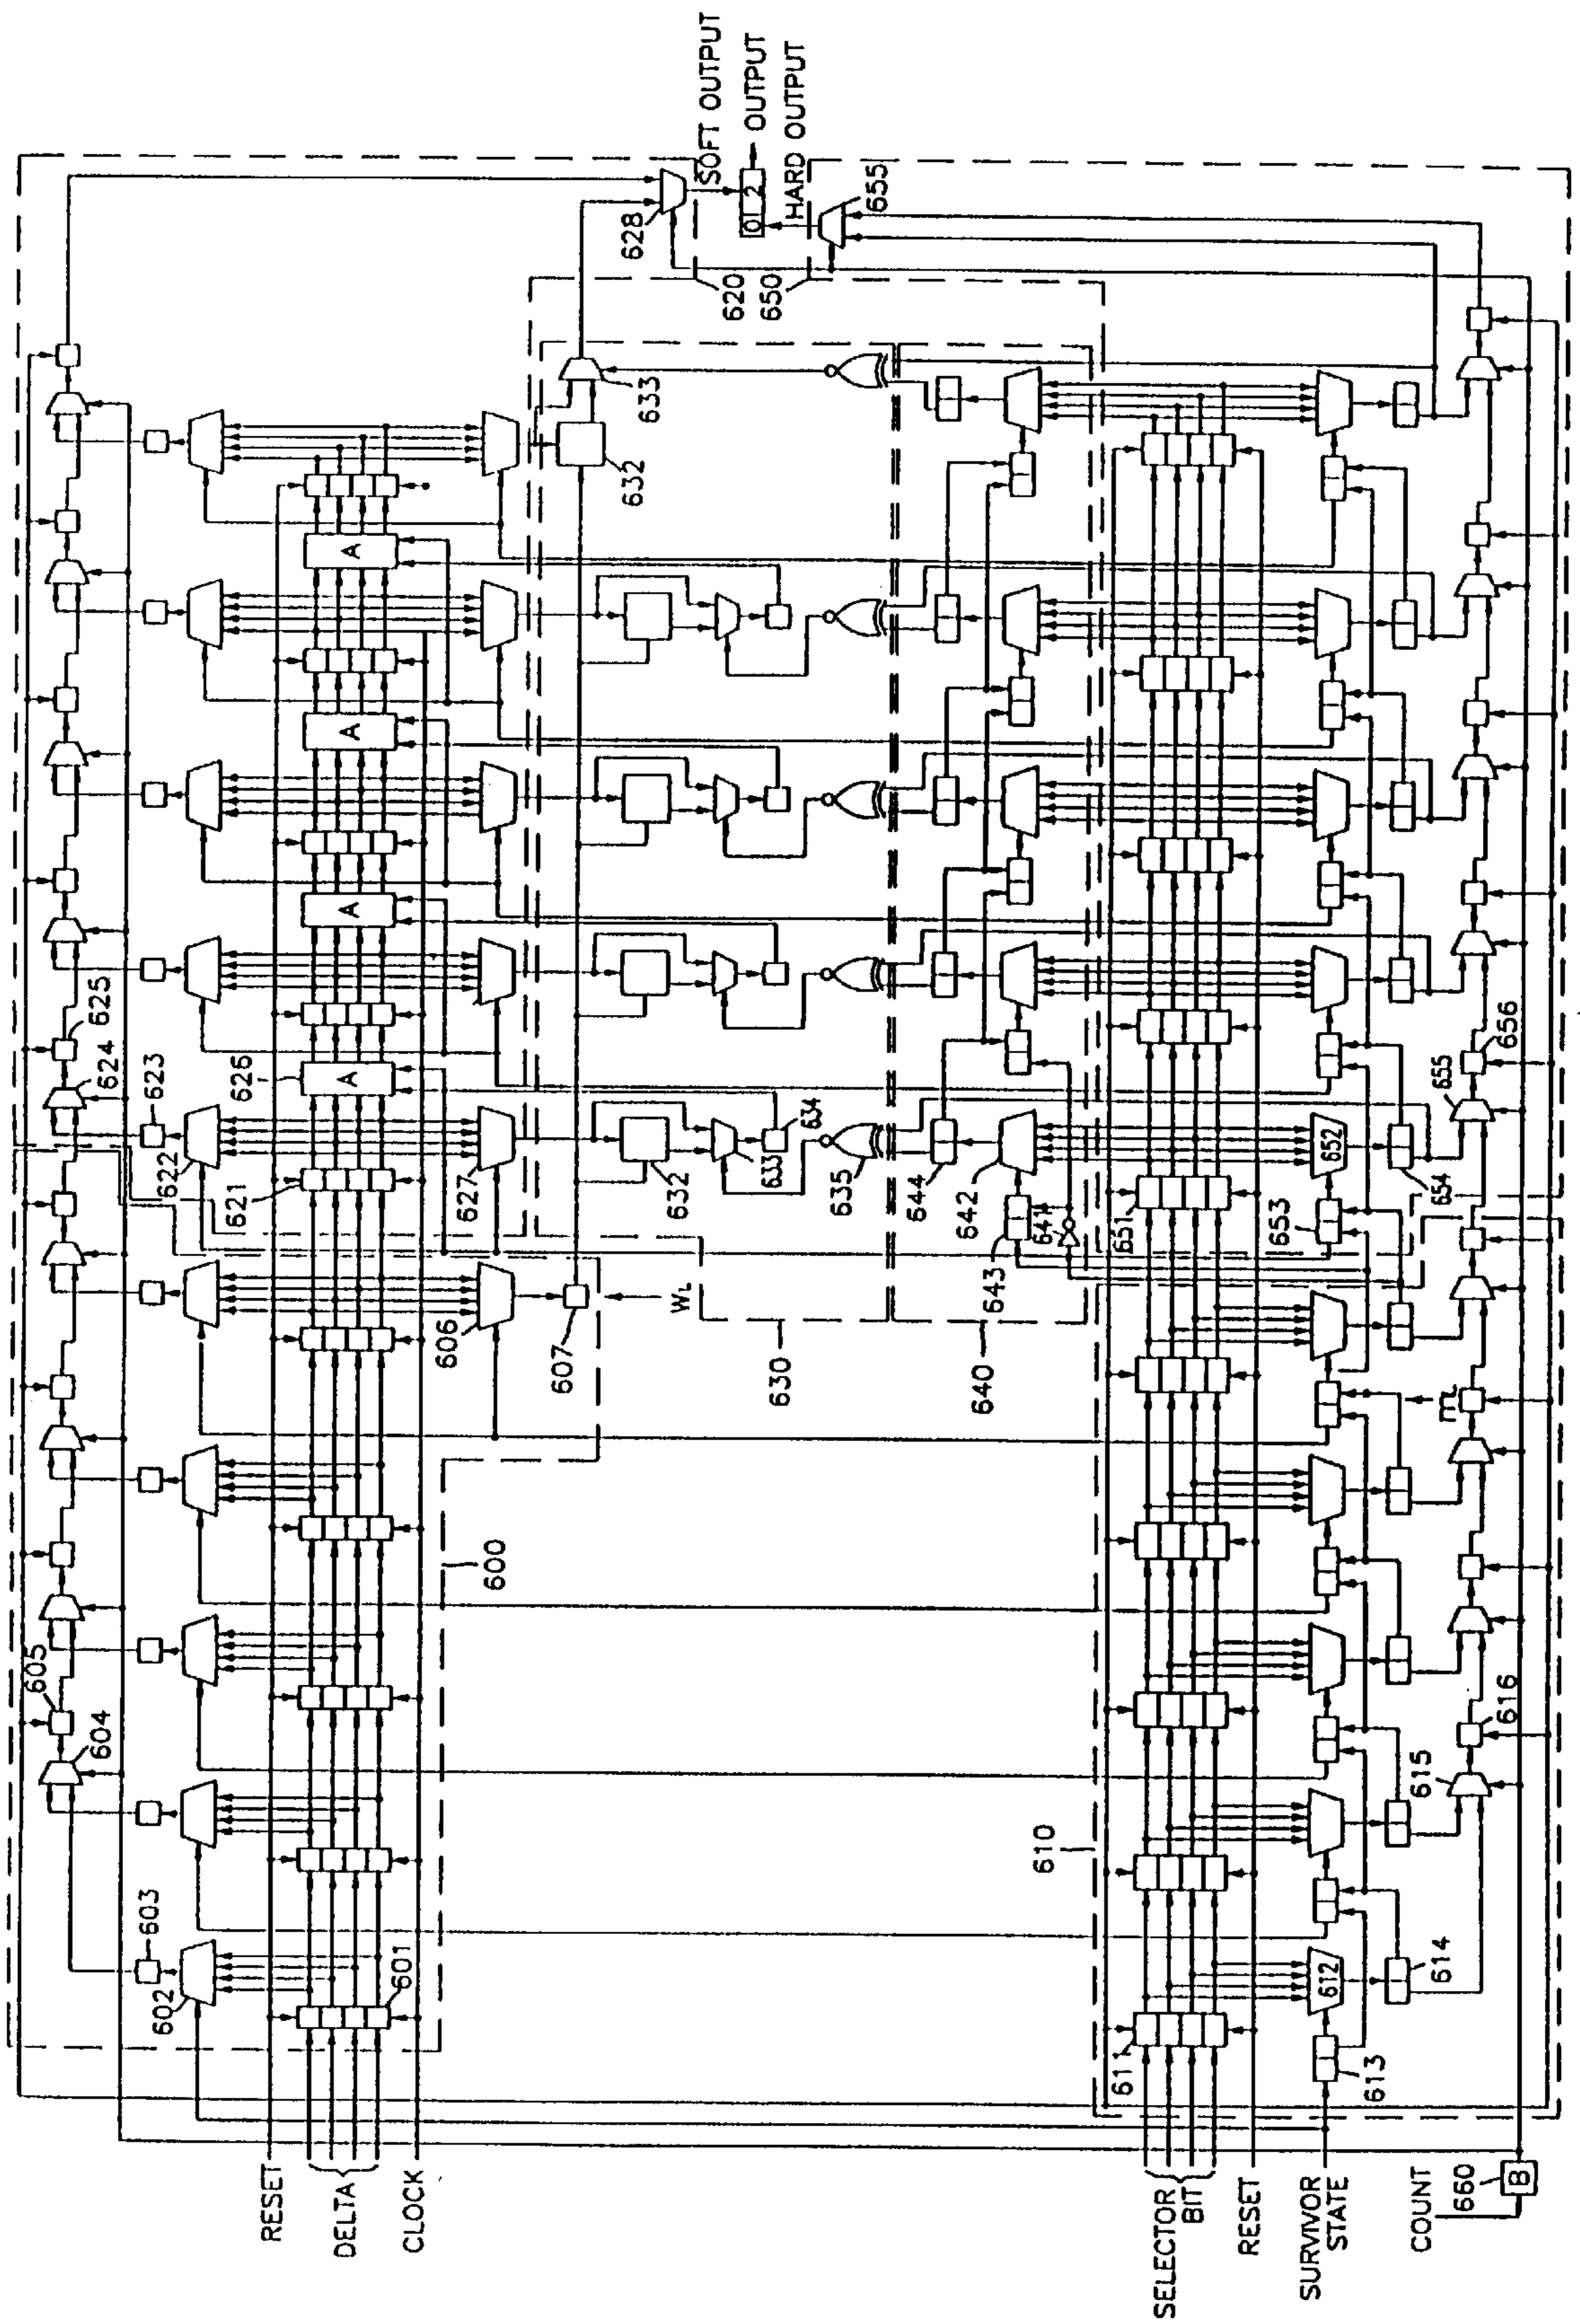 SOFT OUTPUT
0 2
OUTPUT
HARD OUTPUT
628
655
620
650
633
632
A
A
A
A
625
624
623
626
622
621
627
632
633
634
635
644
642
641
643
651
652
653
654
655
656
606
607
WL
630
640
m
600
605
604
603
602
601
610
611
612
613
614
615
616
RESET
DELTA
CLOCK
SELECTOR
BIT
RESET
SURVIVOR
STATE
COUNT
660
B